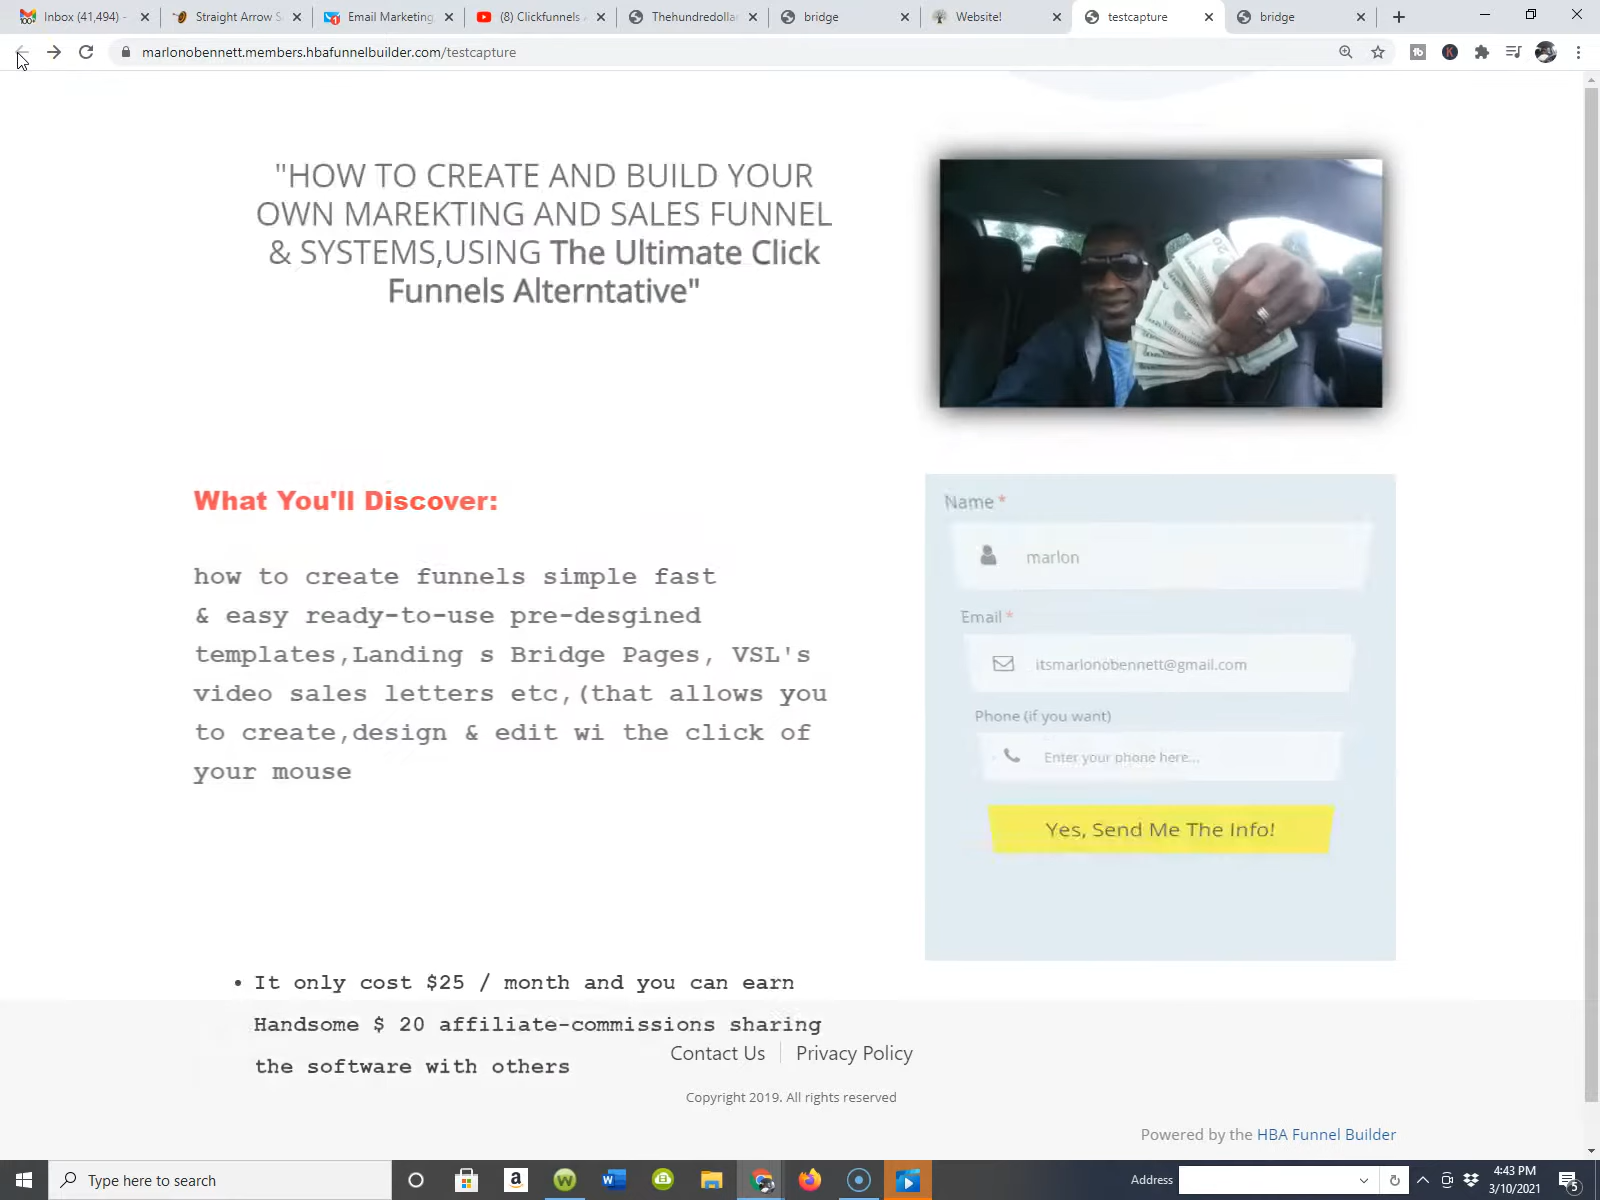 Inbox (41,494) -
Straight Arrow S
Email Marketing
(8) Clickfunnels
Thehundredolla
bridge
Website!
testcapture
bridge
marlonobennett.members.hbafunnelbuilder.com/testcapture
"HOW TO CREATE AND BUILD YOUR
OWN MAREKTING AND SALES FUNNEL
& SYSTEMS,USING The Ultimate Click
Funnels Alterntative"
What You'll Discover:
how to create funnels simple fast
& easy ready-to-use pre-desgined
templates,Landing s Bridge Pages, VSL's
video sales letters etc,(that allows you
to create,design & edit wi the click of
your mouse
Name *
marlon
Email *
itsmarlonobennett@gmail.com
Phone (if you want)
Enter your phone here...
Yes, Send Me The Info!
• It only cost $25 / month and you can earn
Handsome $ 20 affiliate-commissions sharing
the software with others
Contact Us
Privacy Policy
Copyright 2019. All rights reserved
Powered by the HBA Funnel Builder
Type here to search
Address
4:43 PM
3/10/2021
5